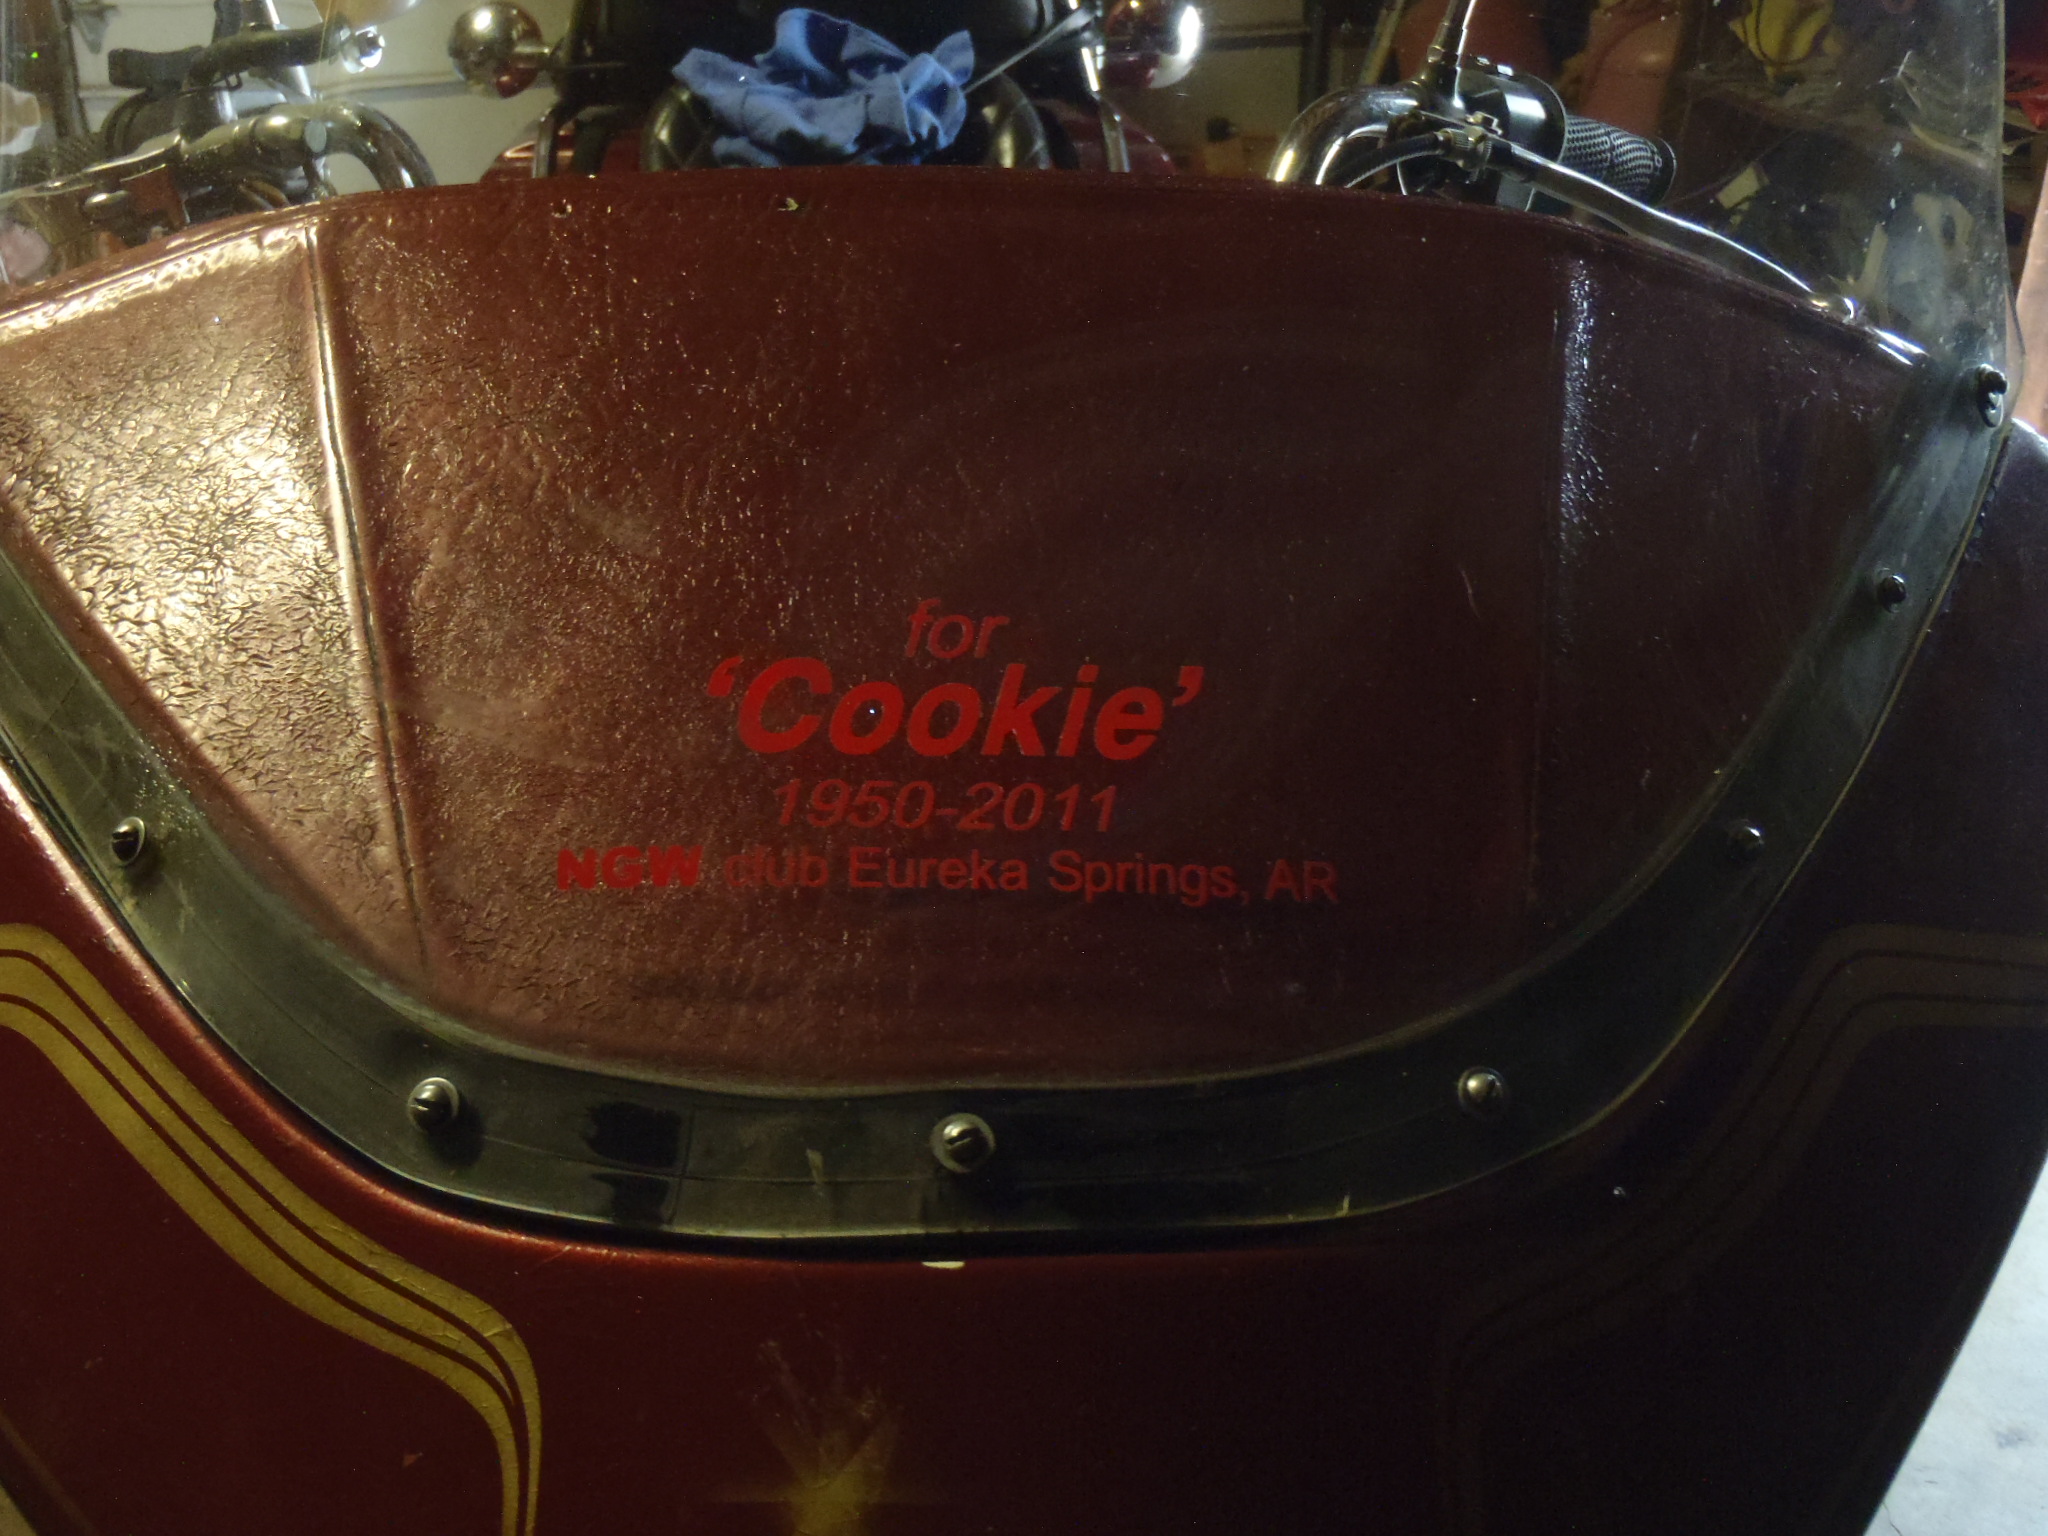 for
‘Cookie’
1950-2011
NGW club Eureka Springs, AR